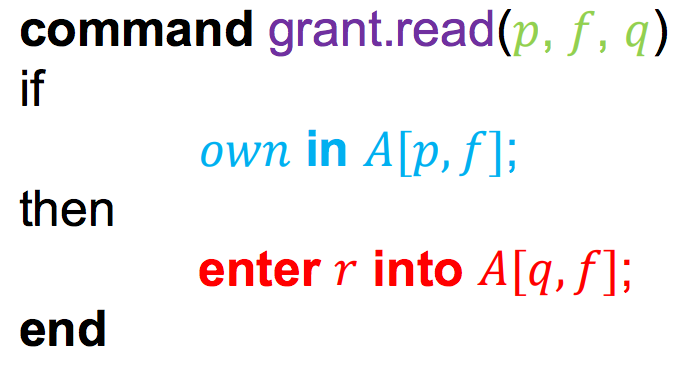 command grant.read(p, f, q)
if
own in A[p, f];
then
enter r into A[q, f];
end